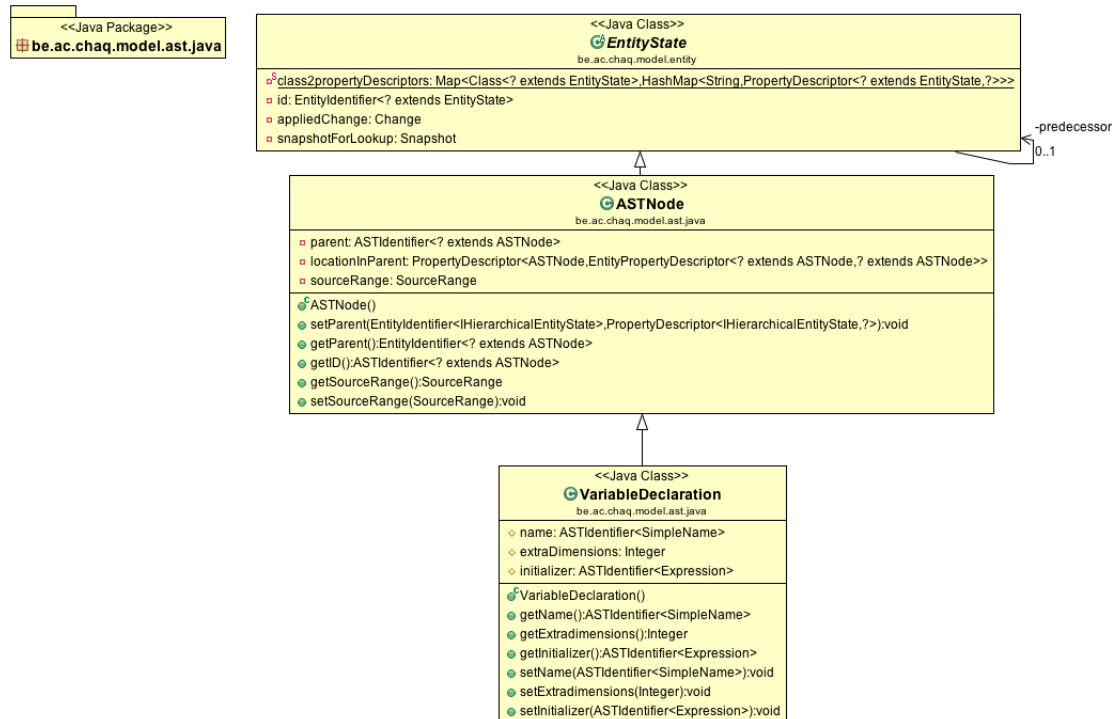 <<Java Package>>
be.ac.chaq.model.ast.java
<<Java Class>>
EntityState
be.ac.chaq.model.entity
class2propertyDescriptors: Map<Class<? extends EntityState>,HashMap<String,PropertyDescriptor<? extends EntityState,?>>>
id: EntityIdentifier<? extends EntityState>
appliedChange: Change
snapshotForLookup: Snapshot
-predecessor
0..1
<<Java Class>>
ASTNode
be.ac.chaq.model.ast.java
parent: ASTIdentifier<? extends ASTNode>
locationInParent: PropertyDescriptor<ASTNode,EntityPropertyDescriptor<? extends ASTNode,? extends ASTNode>>
sourceRange: SourceRange
ASTNode()
setParent(EntityIdentifier<IHierarchicalEntityState>,PropertyDescriptor<IHierarchicalEntityState,?>):void
getParent():EntityIdentifier<? extends ASTNode>
getID():ASTIdentifier<? extends ASTNode>
getSourceRange():SourceRange
setSourceRange(SourceRange):void
<<Java Class>>
VariableDeclaration
be.ac.chaq.model.ast.java
name: ASTIdentifier<SimpleName>
extraDimensions: Integer
initializer: ASTIdentifier<Expression>
VariableDeclaration()
getName():ASTIdentifier<SimpleName>
getExtradimensions():Integer
getInitializer():ASTIdentifier<Expression>
setName(ASTIdentifier<SimpleName>):void
setExtradimensions(Integer):void
setInitializer(ASTIdentifier<Expression>):void